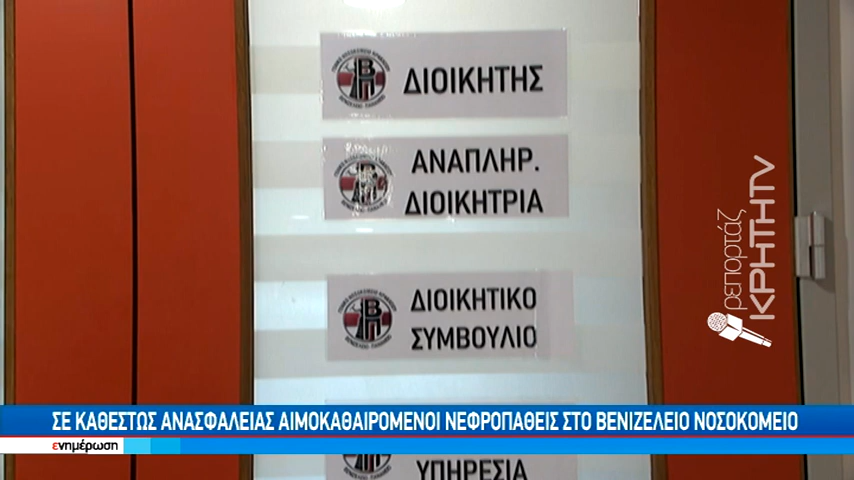 ΔΙΟΙΚΗΤΗΣ
ΑΝΑΠΛΗΡ.
ΔΙΟΙΚΗΤΡΙΑ
ΔΙΟΙΚΗΤΙΚΟ
ΣΥΜΒΟΥΛΙΟ
ρεπορτάζ
ΚΡΗΤΗTV
ΣΕ ΚΑΘΕΣΤΩΣ ΑΝΑΣΦΑΛΕΙΑΣ ΑΙΜΟΚΑΘΑΙΡΟΜΕΝΟΙ ΝΕΦΡΟΠΑΘΕΙΣ ΣΤΟ ΒΕΝΙΖΕΛΕΙΟ ΝΟΣΟΚΟΜΕΙΟ
ενημέρωση
ΥΠΗΡΕΣΙΑ